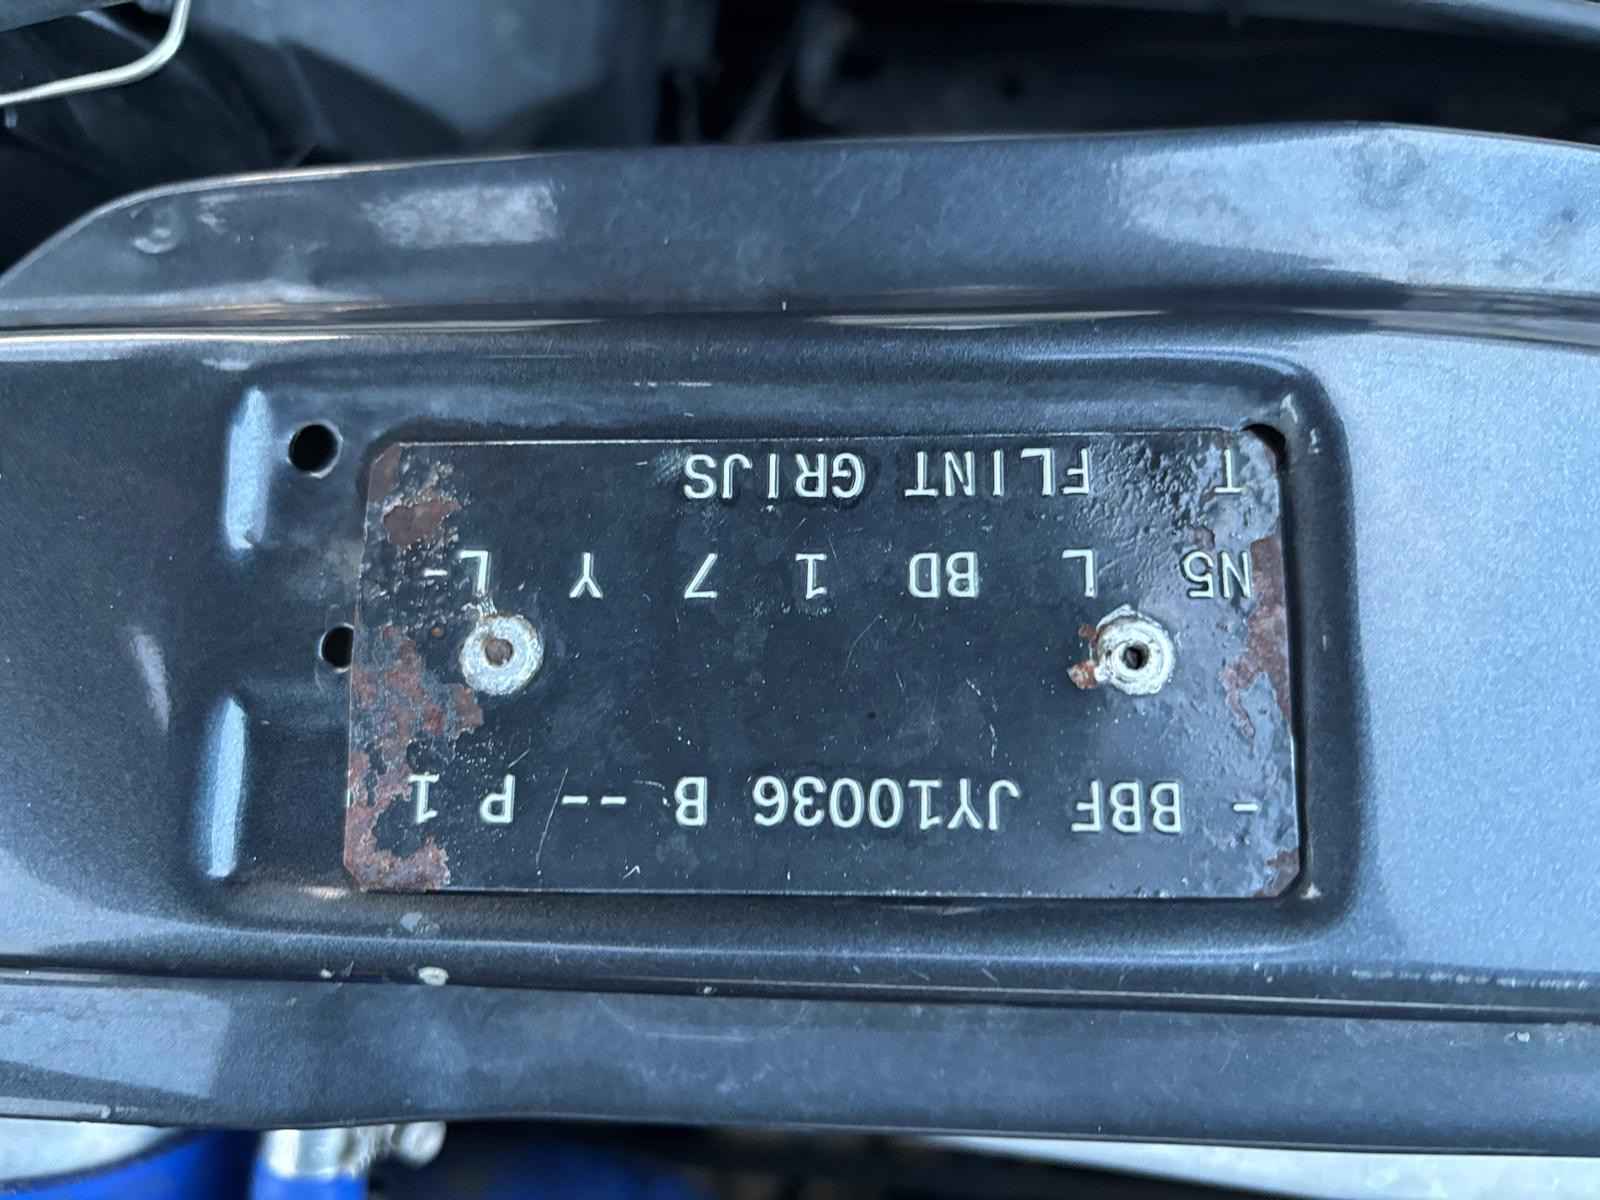 - BBF JY10036 B -- P 1
N5 L BD 1 7 Y L-
T FLINT GRIJS